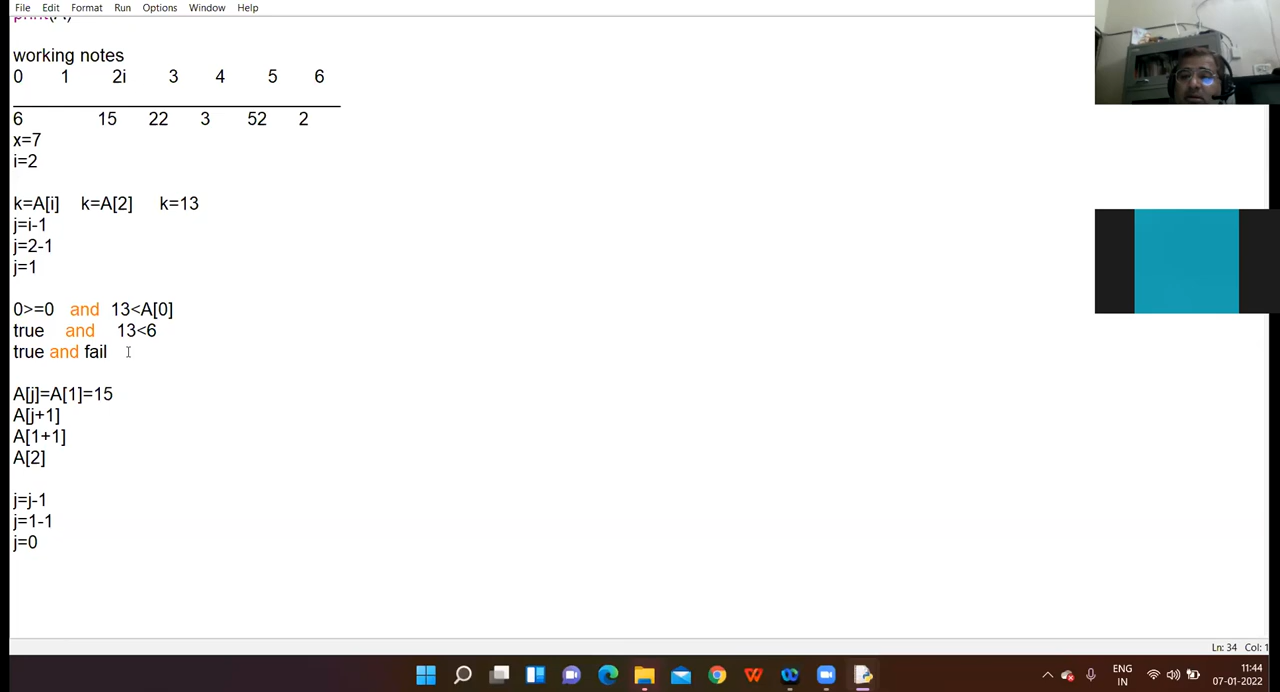 File Edit Format Run Options Window Help
print(A)
working notes
0 1 2i 3 4 5 6
6 15 22 3 52 2
x=7
i=2
k=A[i] k=A[2] k=13
j=i-1
j=2-1
j=1
0>=0 and 13<A[0]
true and 13<6
true and fail
A[j]=A[1]=15
A[j+1]
A[1+1]
A[2]
j=j-1
j=1-1
j=0
Ln: 34 Col: 1
ENG
IN
11:44
07-01-2022